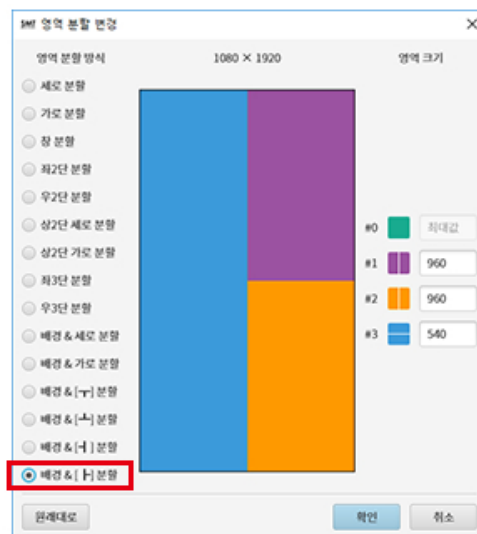 SMT 영역 분할 변경
영역 분할 방식
1080 × 1920
영역 크기
세로 분할
가로 분할
창 분할
좌2단 분할
우2단 분할
상2단 세로 분할
상2단 가로 분할
좌3단 분할
우3단 분할
배경 & 세로 분할
배경 & 가로 분할
배경 & [┳] 분할
배경 & [┻] 분할
배경 & [┫] 분할
배경 & [┣] 분할
#0 최대값
#1 960
#2 960
#3 540
원래대로
확인
취소